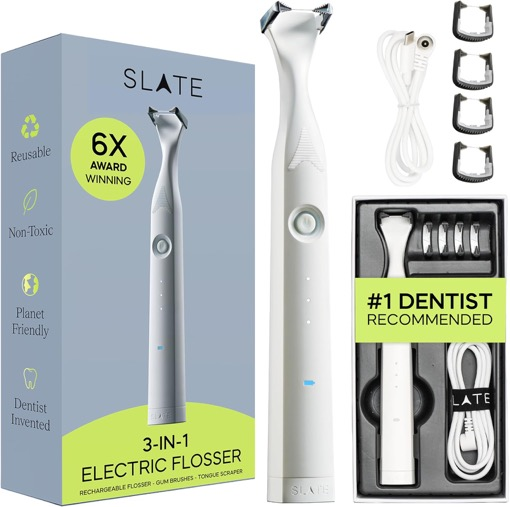 SLATE
6X
AWARD
WINNING
Reusable
Non-Toxic
Planet
Friendly
Dentist
Invented
3-IN-1
ELECTRIC FLOSSER
RECHARGEABLE FLOSSER - GUM BRUSHES - TONGUE SCRAPER
SLATE
SLATE
#1 DENTIST
RECOMMENDED
LATE